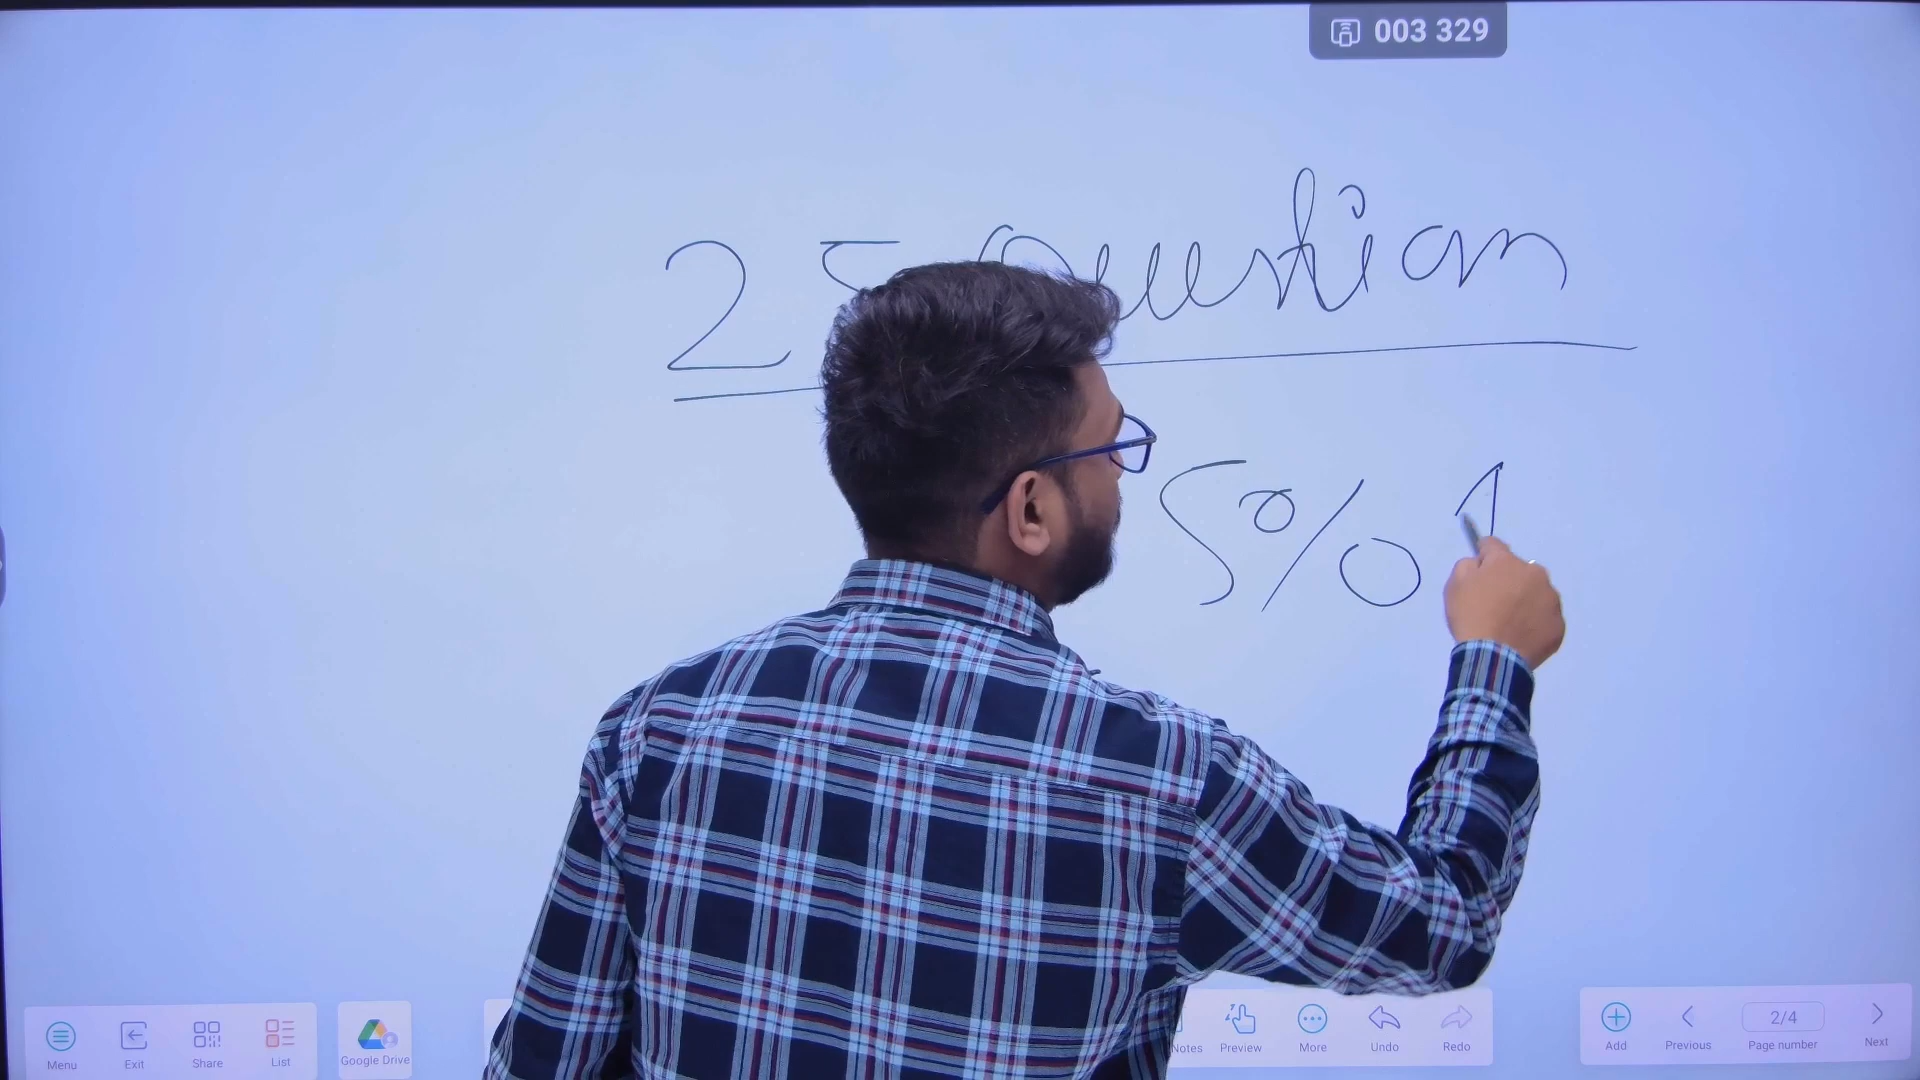 003 329
25 Question
5%
Menu
Exit
Share
List
Google Drive
Notes
Preview
More
Undo
Redo
Add
Previous
2/4
Page number
Next